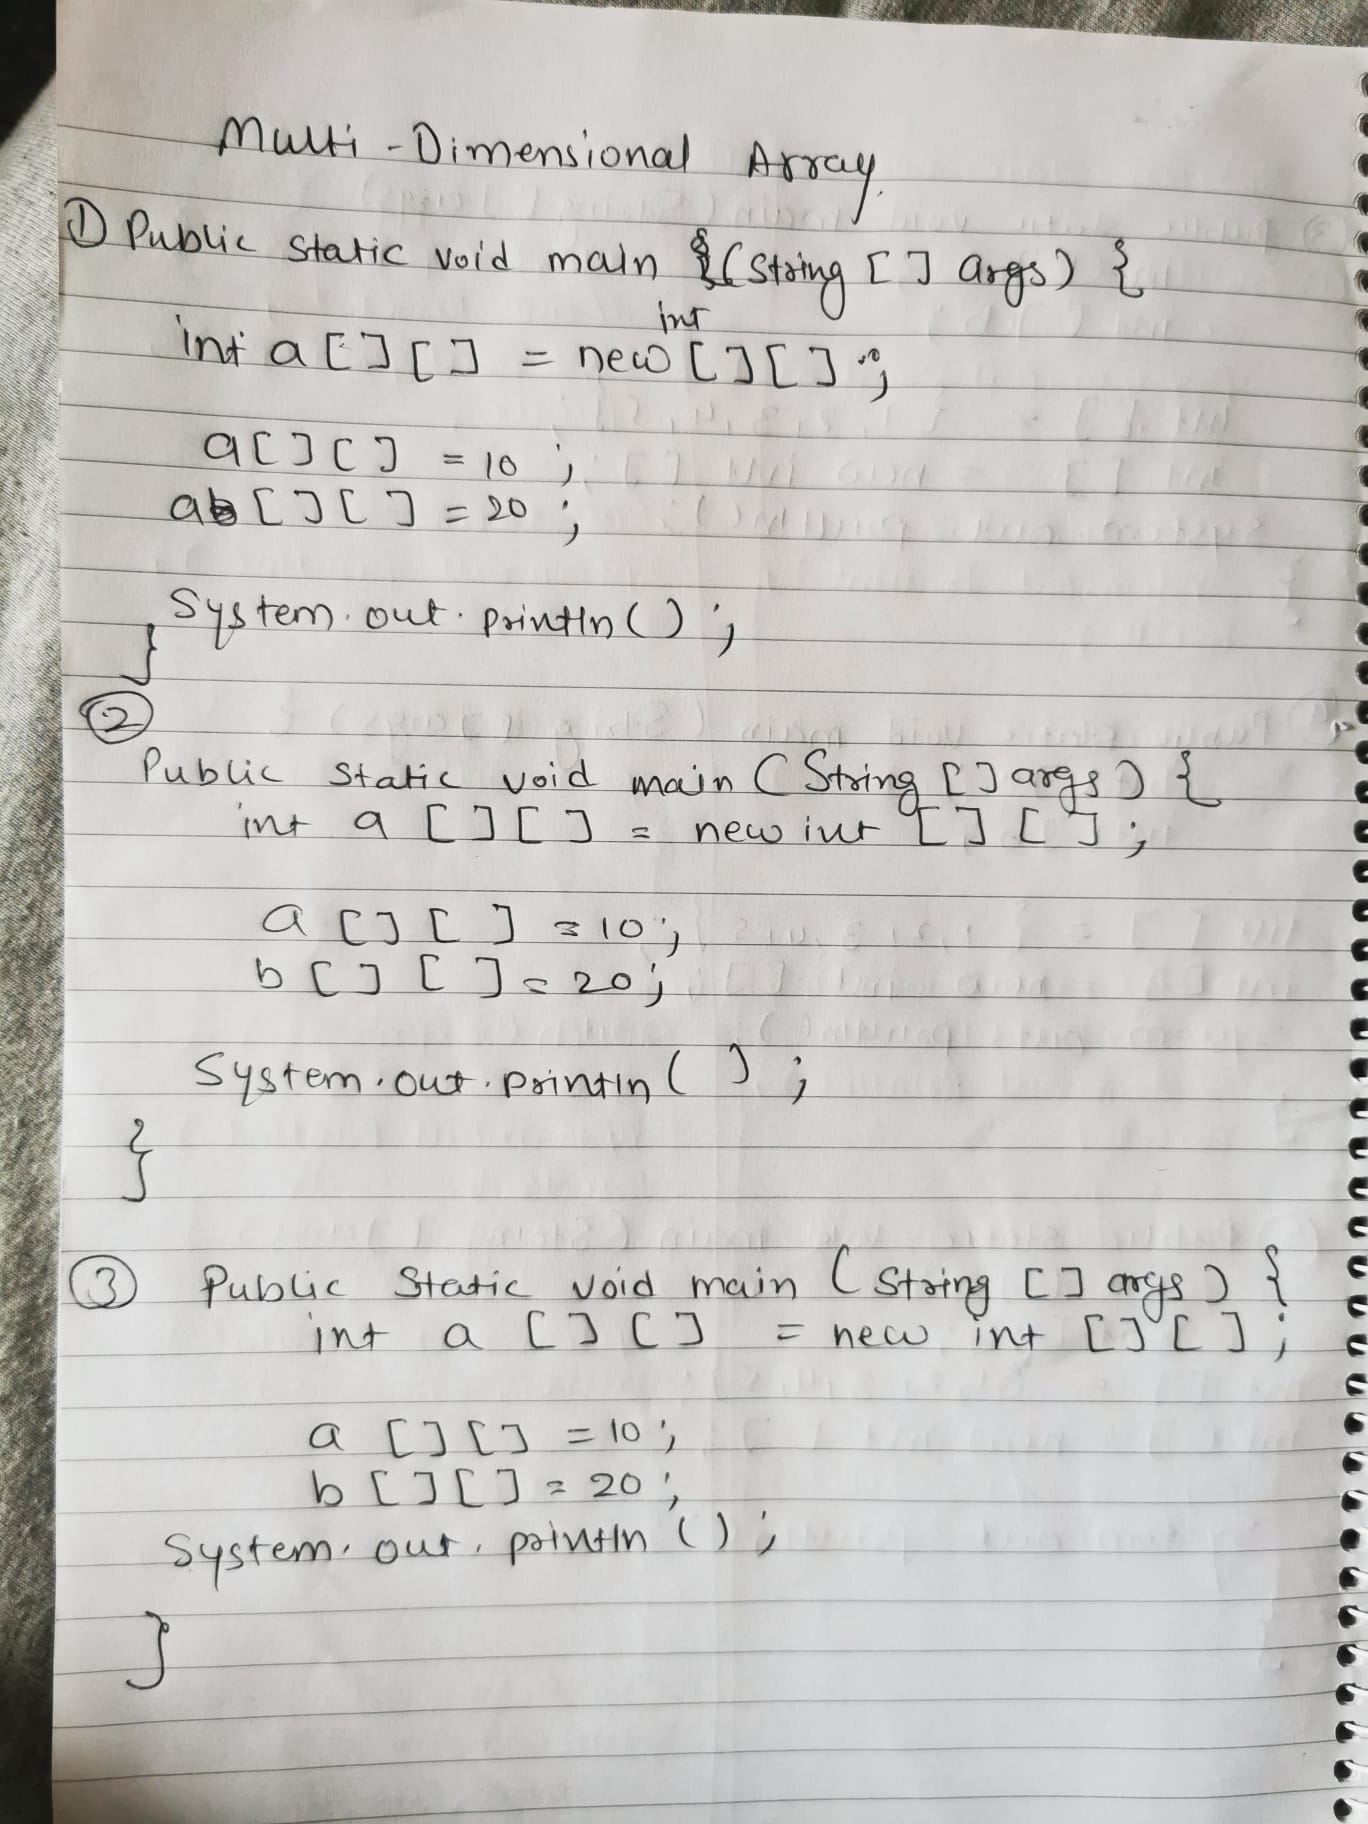 Multi-Dimensional Array
① Public static void main (String [] args) {
int a [] [] = new int [] [] ;
a [] [] = 10 ;
ab [] [] = 20 ;
System.out.println () ;
}
②
Public static void main (String [] args) {
int a [] [] = new int [] [] ;
a [] [] = 10 ;
b [] [] = 20 ;
System.out.println ( ) ;
}
③ Public Static void main (String [] args) {
int a [] [] = new int [] [] ;
a [] [] = 10 ;
b [] [] = 20 ;
System.out.println () ;
}